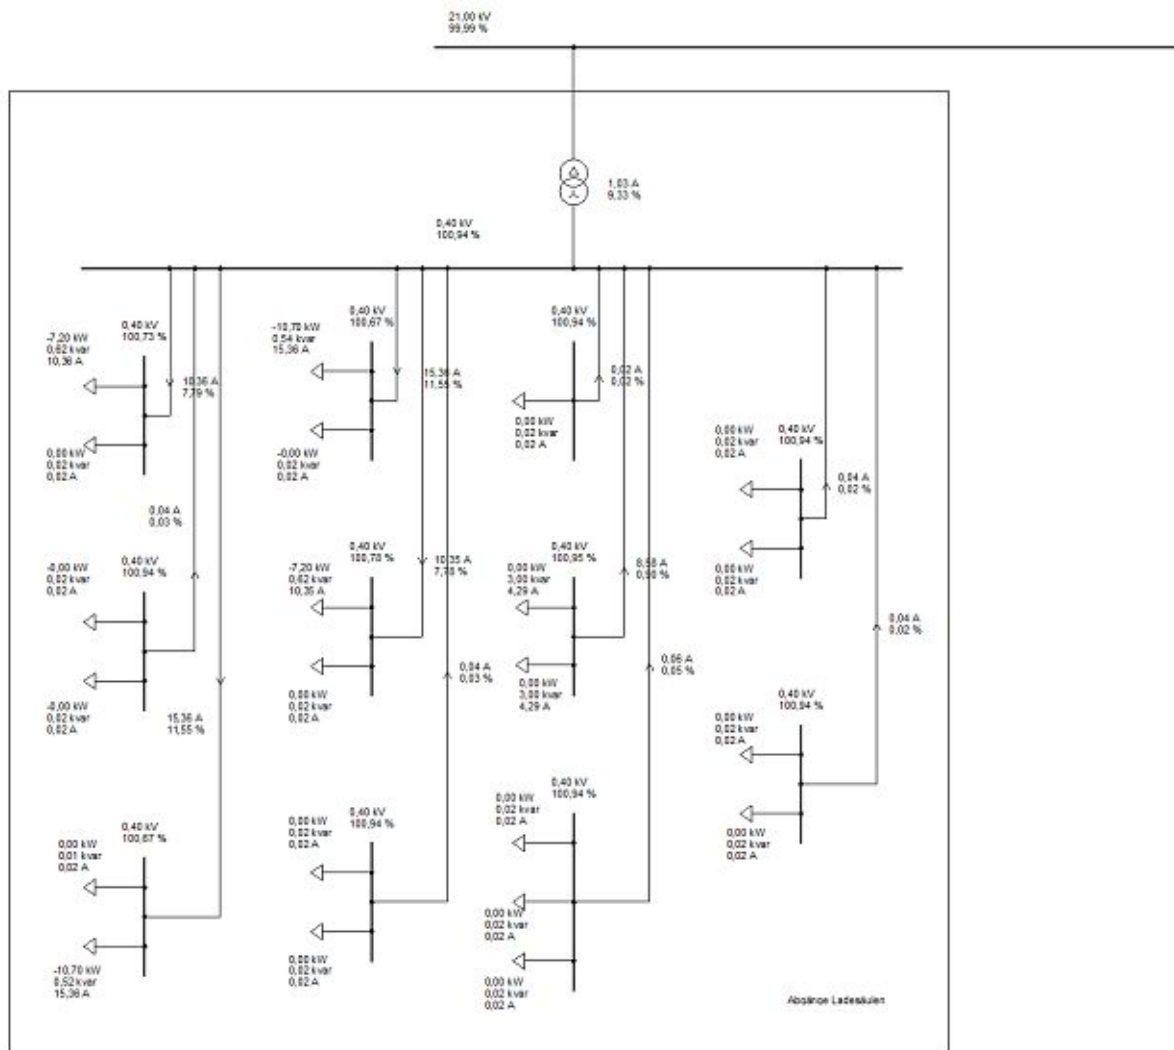 21,00 kV
99,99 %
1,03 A
9,33 %
0,40 kV
100,94 %
-7,20 kW
0,62 kvar
10,36 A
0,40 kV
100,73 %
10,36 A
7,79 %
0,00 kW
0,02 kvar
0,02 A
0,04 A
0,03 %
-0,00 kW
0,02 kvar
0,02 A
0,40 kV
100,94 %
-0,00 kW
0,02 kvar
0,02 A
15,36 A
11,55 %
0,00 kW
0,01 kvar
0,02 A
0,40 kV
100,67 %
-10,70 kW
0,52 kvar
15,36 A
-10,70 kW
0,54 kvar
15,36 A
0,40 kV
100,67 %
15,36 A
11,55 %
-0,00 kW
0,02 kvar
0,02 A
-7,20 kW
0,62 kvar
10,35 A
0,40 kV
100,78 %
10,35 A
7,78 %
0,00 kW
0,02 kvar
0,02 A
0,04 A
0,03 %
0,00 kW
0,02 kvar
0,02 A
0,40 kV
100,94 %
0,00 kW
0,02 kvar
0,02 A
0,40 kV
100,94 %
0,02 A
0,02 %
0,00 kW
0,02 kvar
0,02 A
0,00 kW
3,00 kvar
4,29 A
0,40 kV
100,95 %
8,58 A
0,00 kW
3,00 kvar
4,29 A
0,06 A
0,05 %
0,00 kW
0,02 kvar
0,02 A
0,40 kV
100,94 %
0,00 kW
0,02 kvar
0,02 A
0,00 kW
0,02 kvar
0,02 A
0,00 kW
0,02 kvar
0,02 A
0,40 kV
100,94 %
0,04 A
0,02 %
0,00 kW
0,02 kvar
0,02 A
0,04 A
0,02 %
0,00 kW
0,02 kvar
0,02 A
0,40 kV
100,94 %
0,00 kW
0,02 kvar
0,02 A
Abgänge Ladesäulen